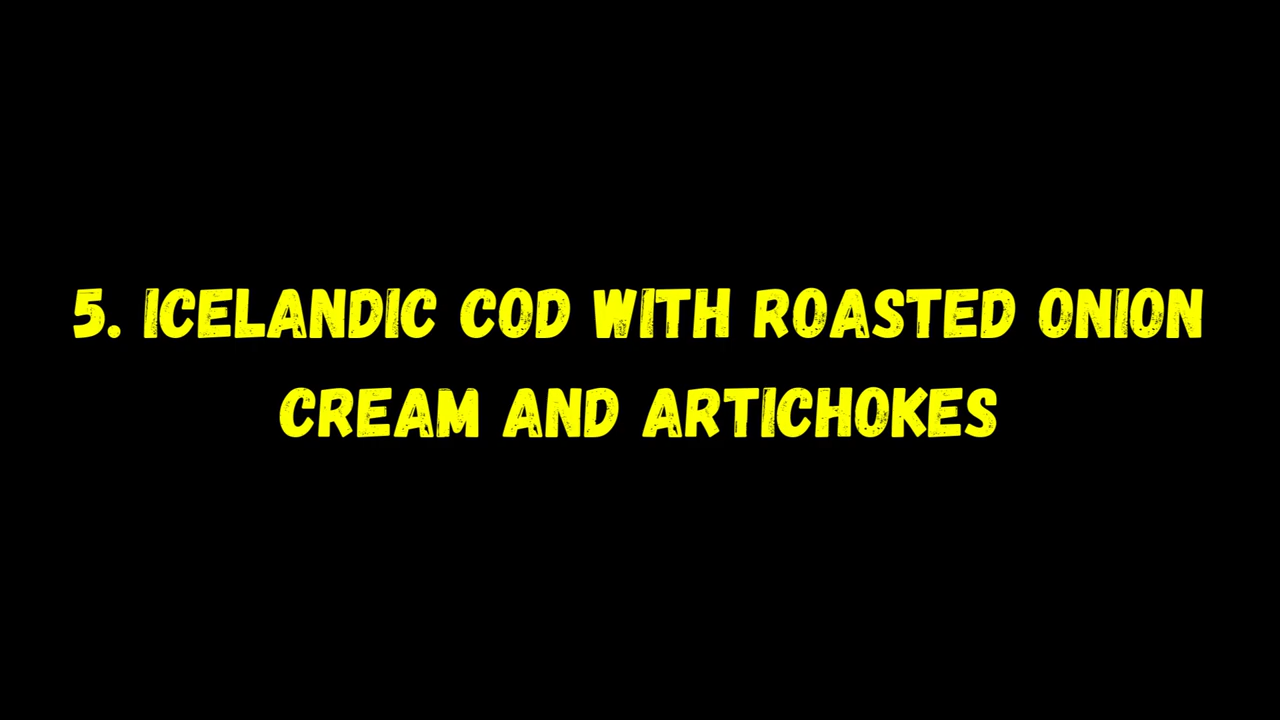 5. ICELANDIC COD WITH ROASTED ONION
CREAM AND ARTICHOKES